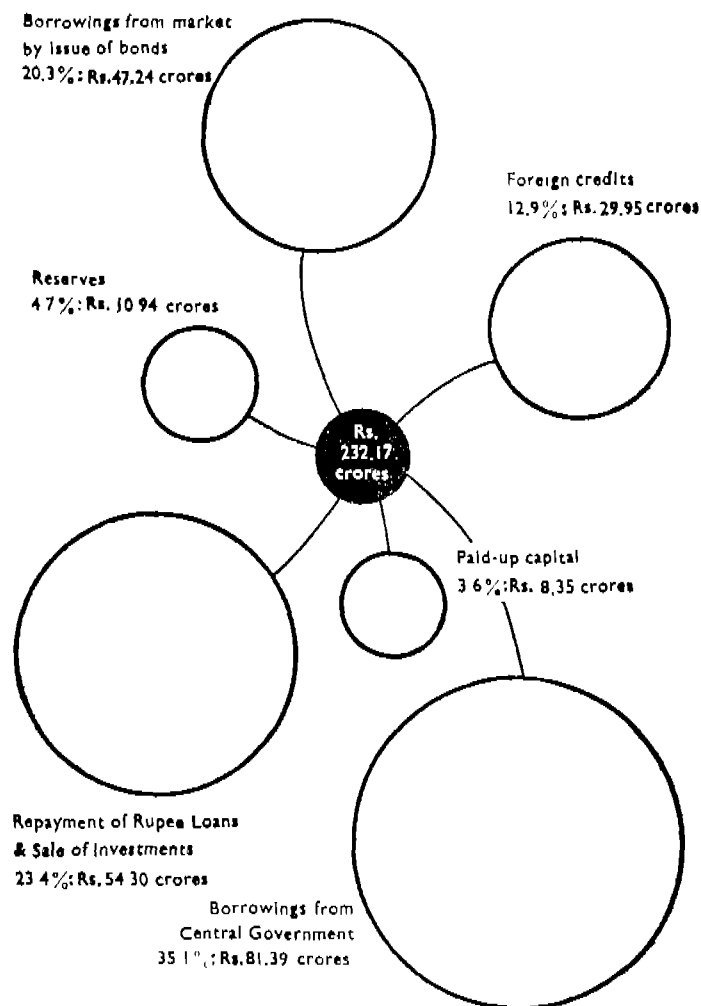 Borrowings from market
by issue of bonds
20.3%: Rs.47.24 crores
Foreign credits
12.9%: Rs. 29.95 crores
Reserves
4 7%: Rs. 10 94 crores
Rs.
232.17
crores
Paid-up capital
3 6%: Rs. 8.35 crores
Repayment of Rupee Loans
& Sale of Investments
23 4%: Rs. 54 30 crores
Borrowings from
Central Government
35 1%: Rs. 81.39 crores